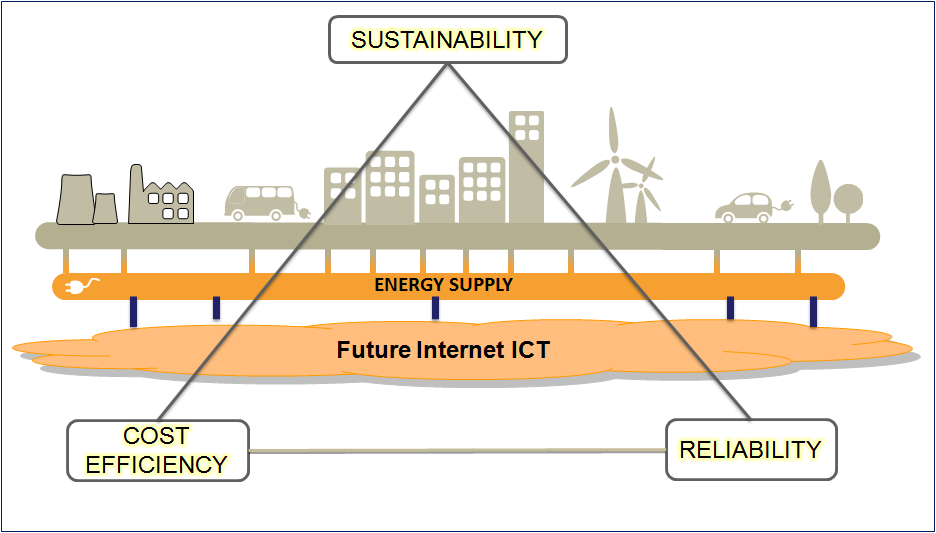 SUSTAINABILITY
ENERGY SUPPLY
Future Internet ICT
COST
EFFICIENCY
RELIABILITY